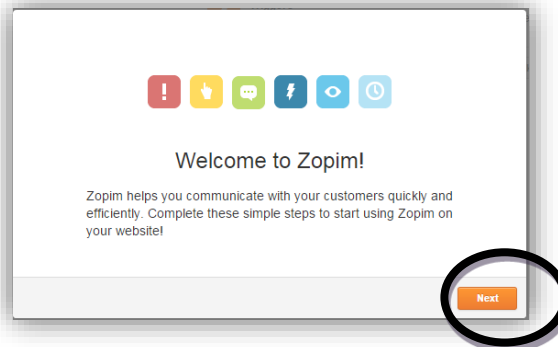 Welcome to Zopim!
Zopim helps you communicate with your customers quickly and
efficiently. Complete these simple steps to start using Zopim on
your website!
Next